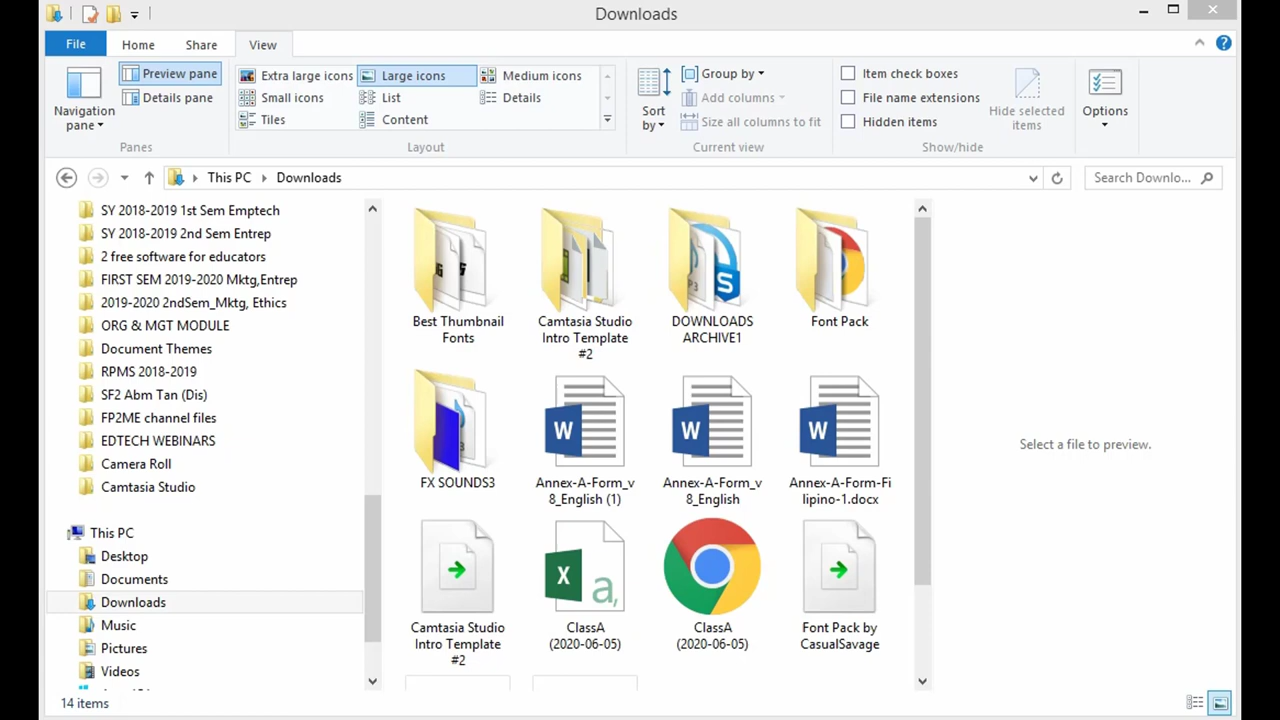 Downloads
File Home Share View
Navigation pane
Preview pane
Details pane
Panes
Extra large icons Large icons Medium icons
Small icons List Details
Tiles Content
Layout
Sort by
Group by
Add columns
Size all columns to fit
Current view
Item check boxes
File name extensions
Hidden items
Hide selected items
Show/hide
Options
This PC Downloads
Search Downlo...
SY 2018-2019 1st Sem Emptech
SY 2018-2019 2nd Sem Entrep
2 free software for educators
FIRST SEM 2019-2020 Mktg,Entrep
2019-2020 2ndSem_Mktg, Ethics
ORG & MGT MODULE
Document Themes
RPMS 2018-2019
SF2 Abm Tan (Dis)
FP2ME channel files
EDTECH WEBINARS
Camera Roll
Camtasia Studio
This PC
Desktop
Documents
Downloads
Music
Pictures
Videos
Best Thumbnail
Fonts
Camtasia Studio
Intro Template
#2
DOWNLOADS
ARCHIVE1
Font Pack
FX SOUNDS3
Annex-A-Form_v
8_English (1)
Annex-A-Form_v
8_English
Annex-A-Form-Fi
lipino-1.docx
Camtasia Studio
Intro Template
#2
ClassA
(2020-06-05)
ClassA
(2020-06-05)
Font Pack by
CasualSavage
Select a file to preview.
14 items